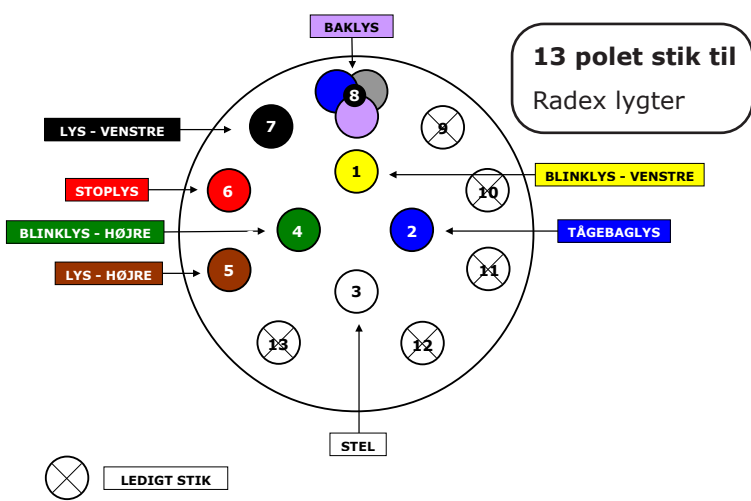 BAKLYS
13 polet stik til
Radex lygter
8
7
9
LYS - VENSTRE
1
BLINKLYS - VENSTRE
STOPLYS
6
10
BLINKLYS - HØJRE
4
2
TÅGEBAGLYS
LYS - HØJRE
5
11
3
13
12
STEL
LEDIGT STIK